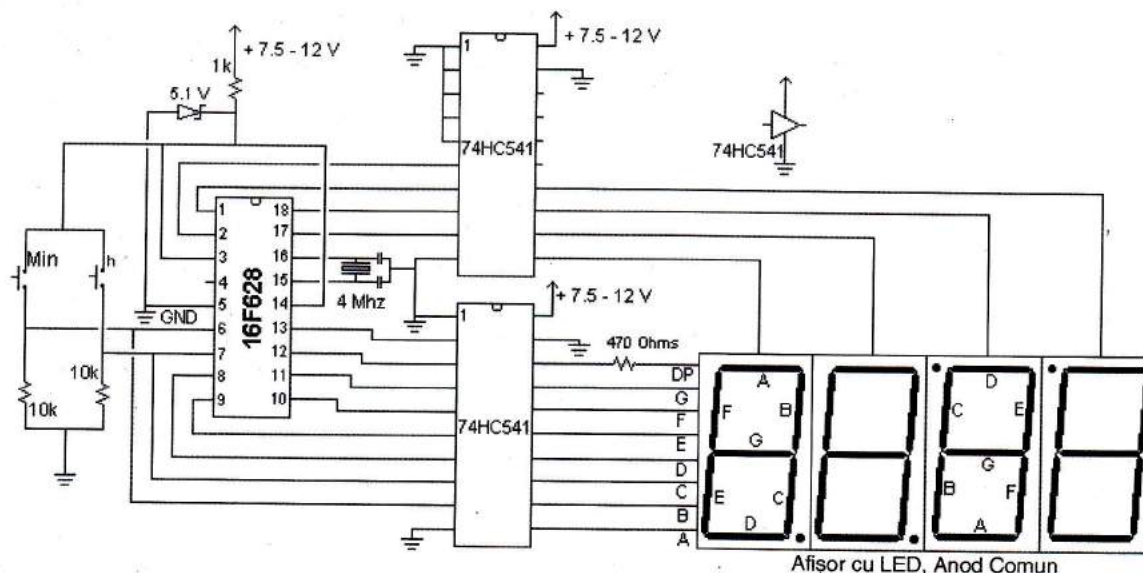 + 7.5 - 12 V
+ 7.5 - 12 V
1k
1
5.1 V
74HC541
74HC541
Min
h
1
2
3
4
5
6
7
8
9
16F628
18
17
16
15
14
13
12
11
10
4 Mhz
GND
+ 7.5 - 12 V
1
470 Ohms
10k
10k
74HC541
DP
G
F
E
D
C
B
A
A
F
B
G
E
C
D
D
C
E
G
B
F
A
Afișor cu LED, Anod Comun